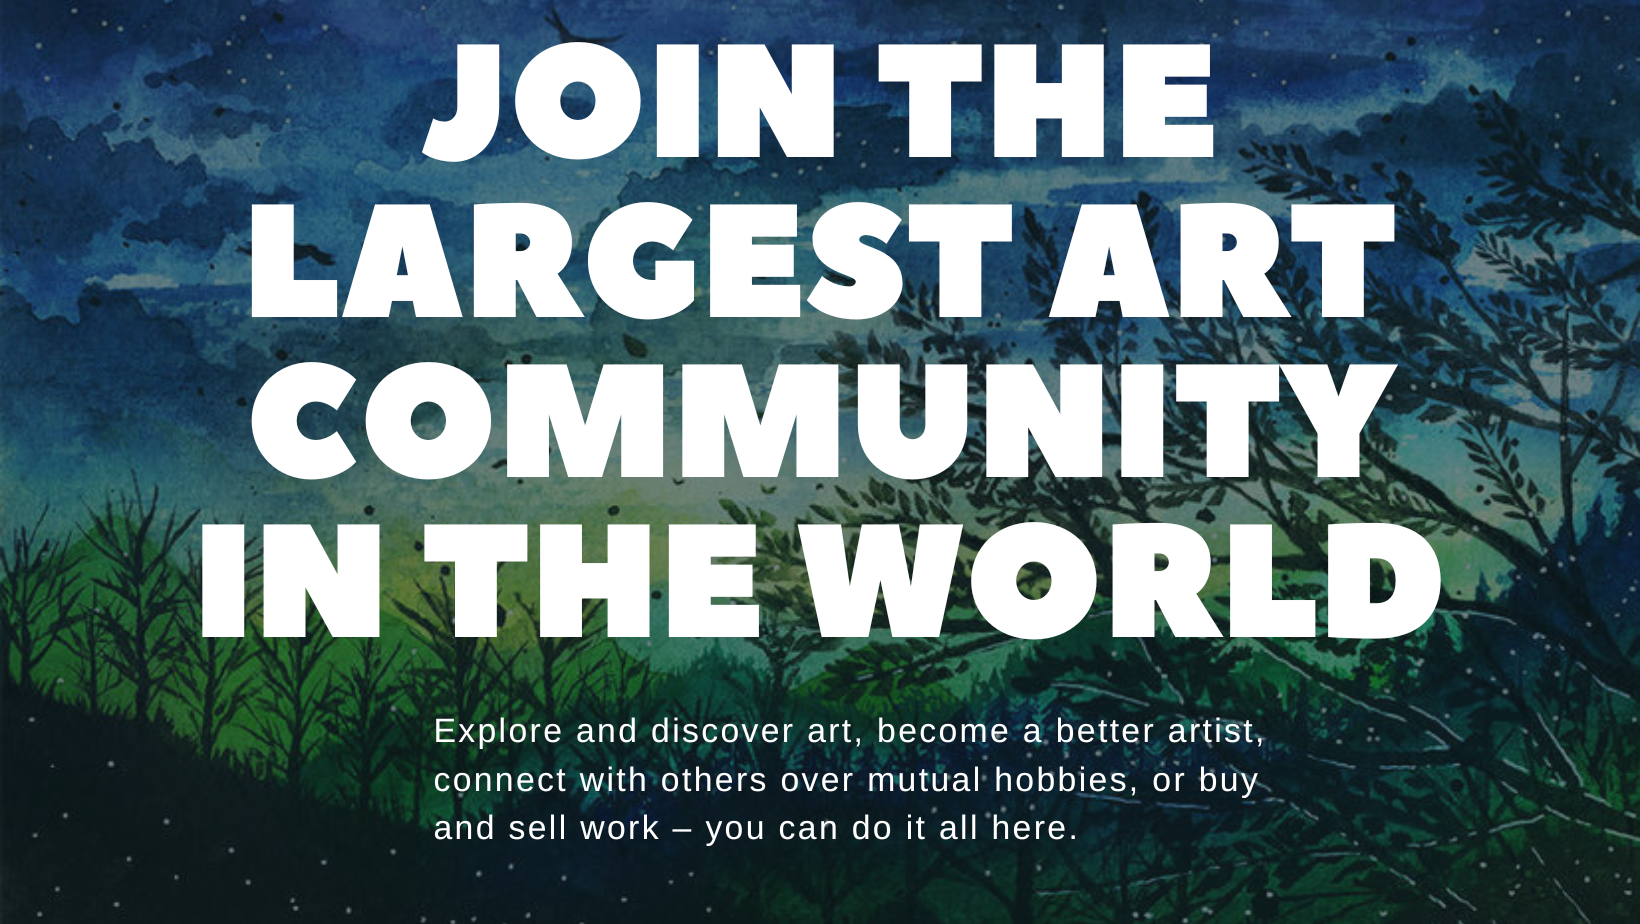 JOIN THE
LARGEST ART
COMMUNITY
IN THE WORLD
Explore and discover art, become a better artist,
connect with others over mutual hobbies, or buy
and sell work – you can do it all here.